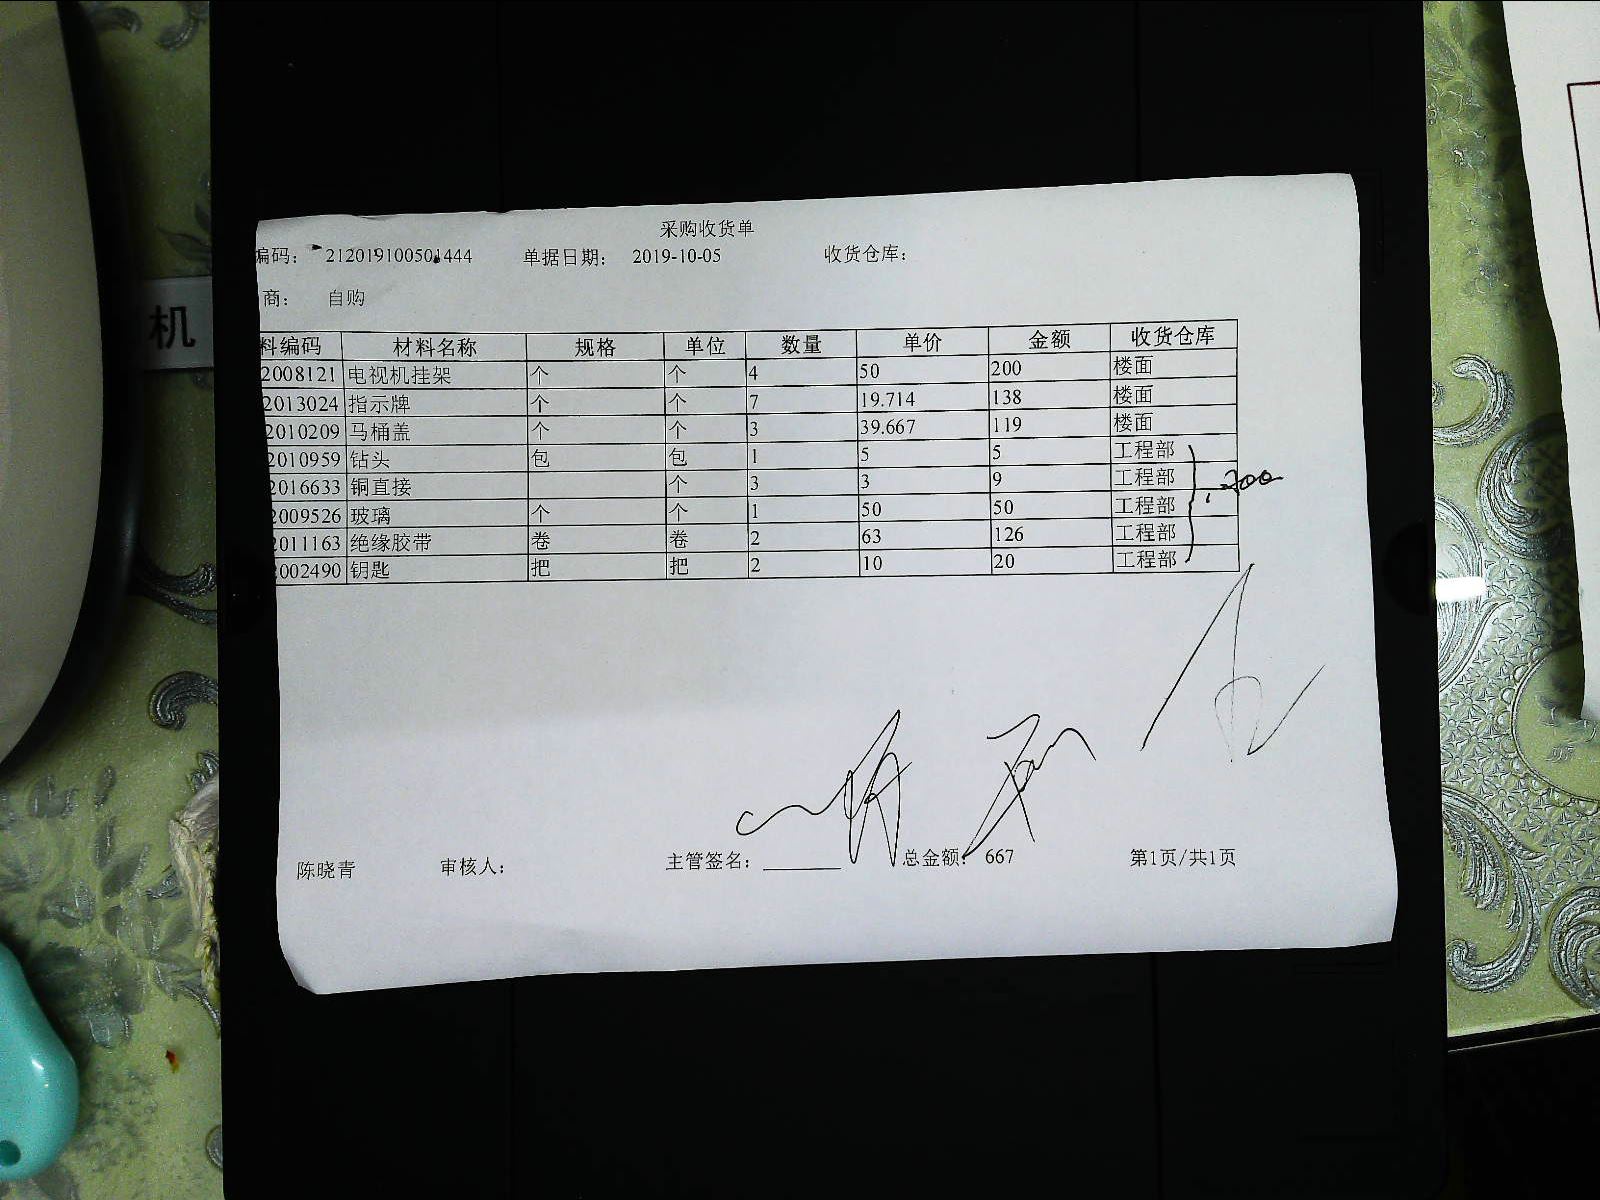 采购收货单
编码： 212019100501444 单据日期： 2019-10-05 收货仓库：
商： 自购
料编码 材料名称 规格 单位 数量 单价 金额 收货仓库
2008121 电视机挂架 个 个 4 50 200 楼面
2013024 指示牌 个 个 7 19.714 138 楼面
2010209 马桶盖 个 个 3 39.667 119 楼面
2010959 钻头 包 包 1 5 5 工程部
2016633 铜直接 个 3 3 9 工程部
2009526 玻璃 个 个 1 50 50 工程部
2011163 绝缘胶带 卷 卷 2 63 126 工程部
2002490 钥匙 把 把 2 10 20 工程部
陈晓青 审核人： 主管签名： 总金额： 667 第1页/共1页
机